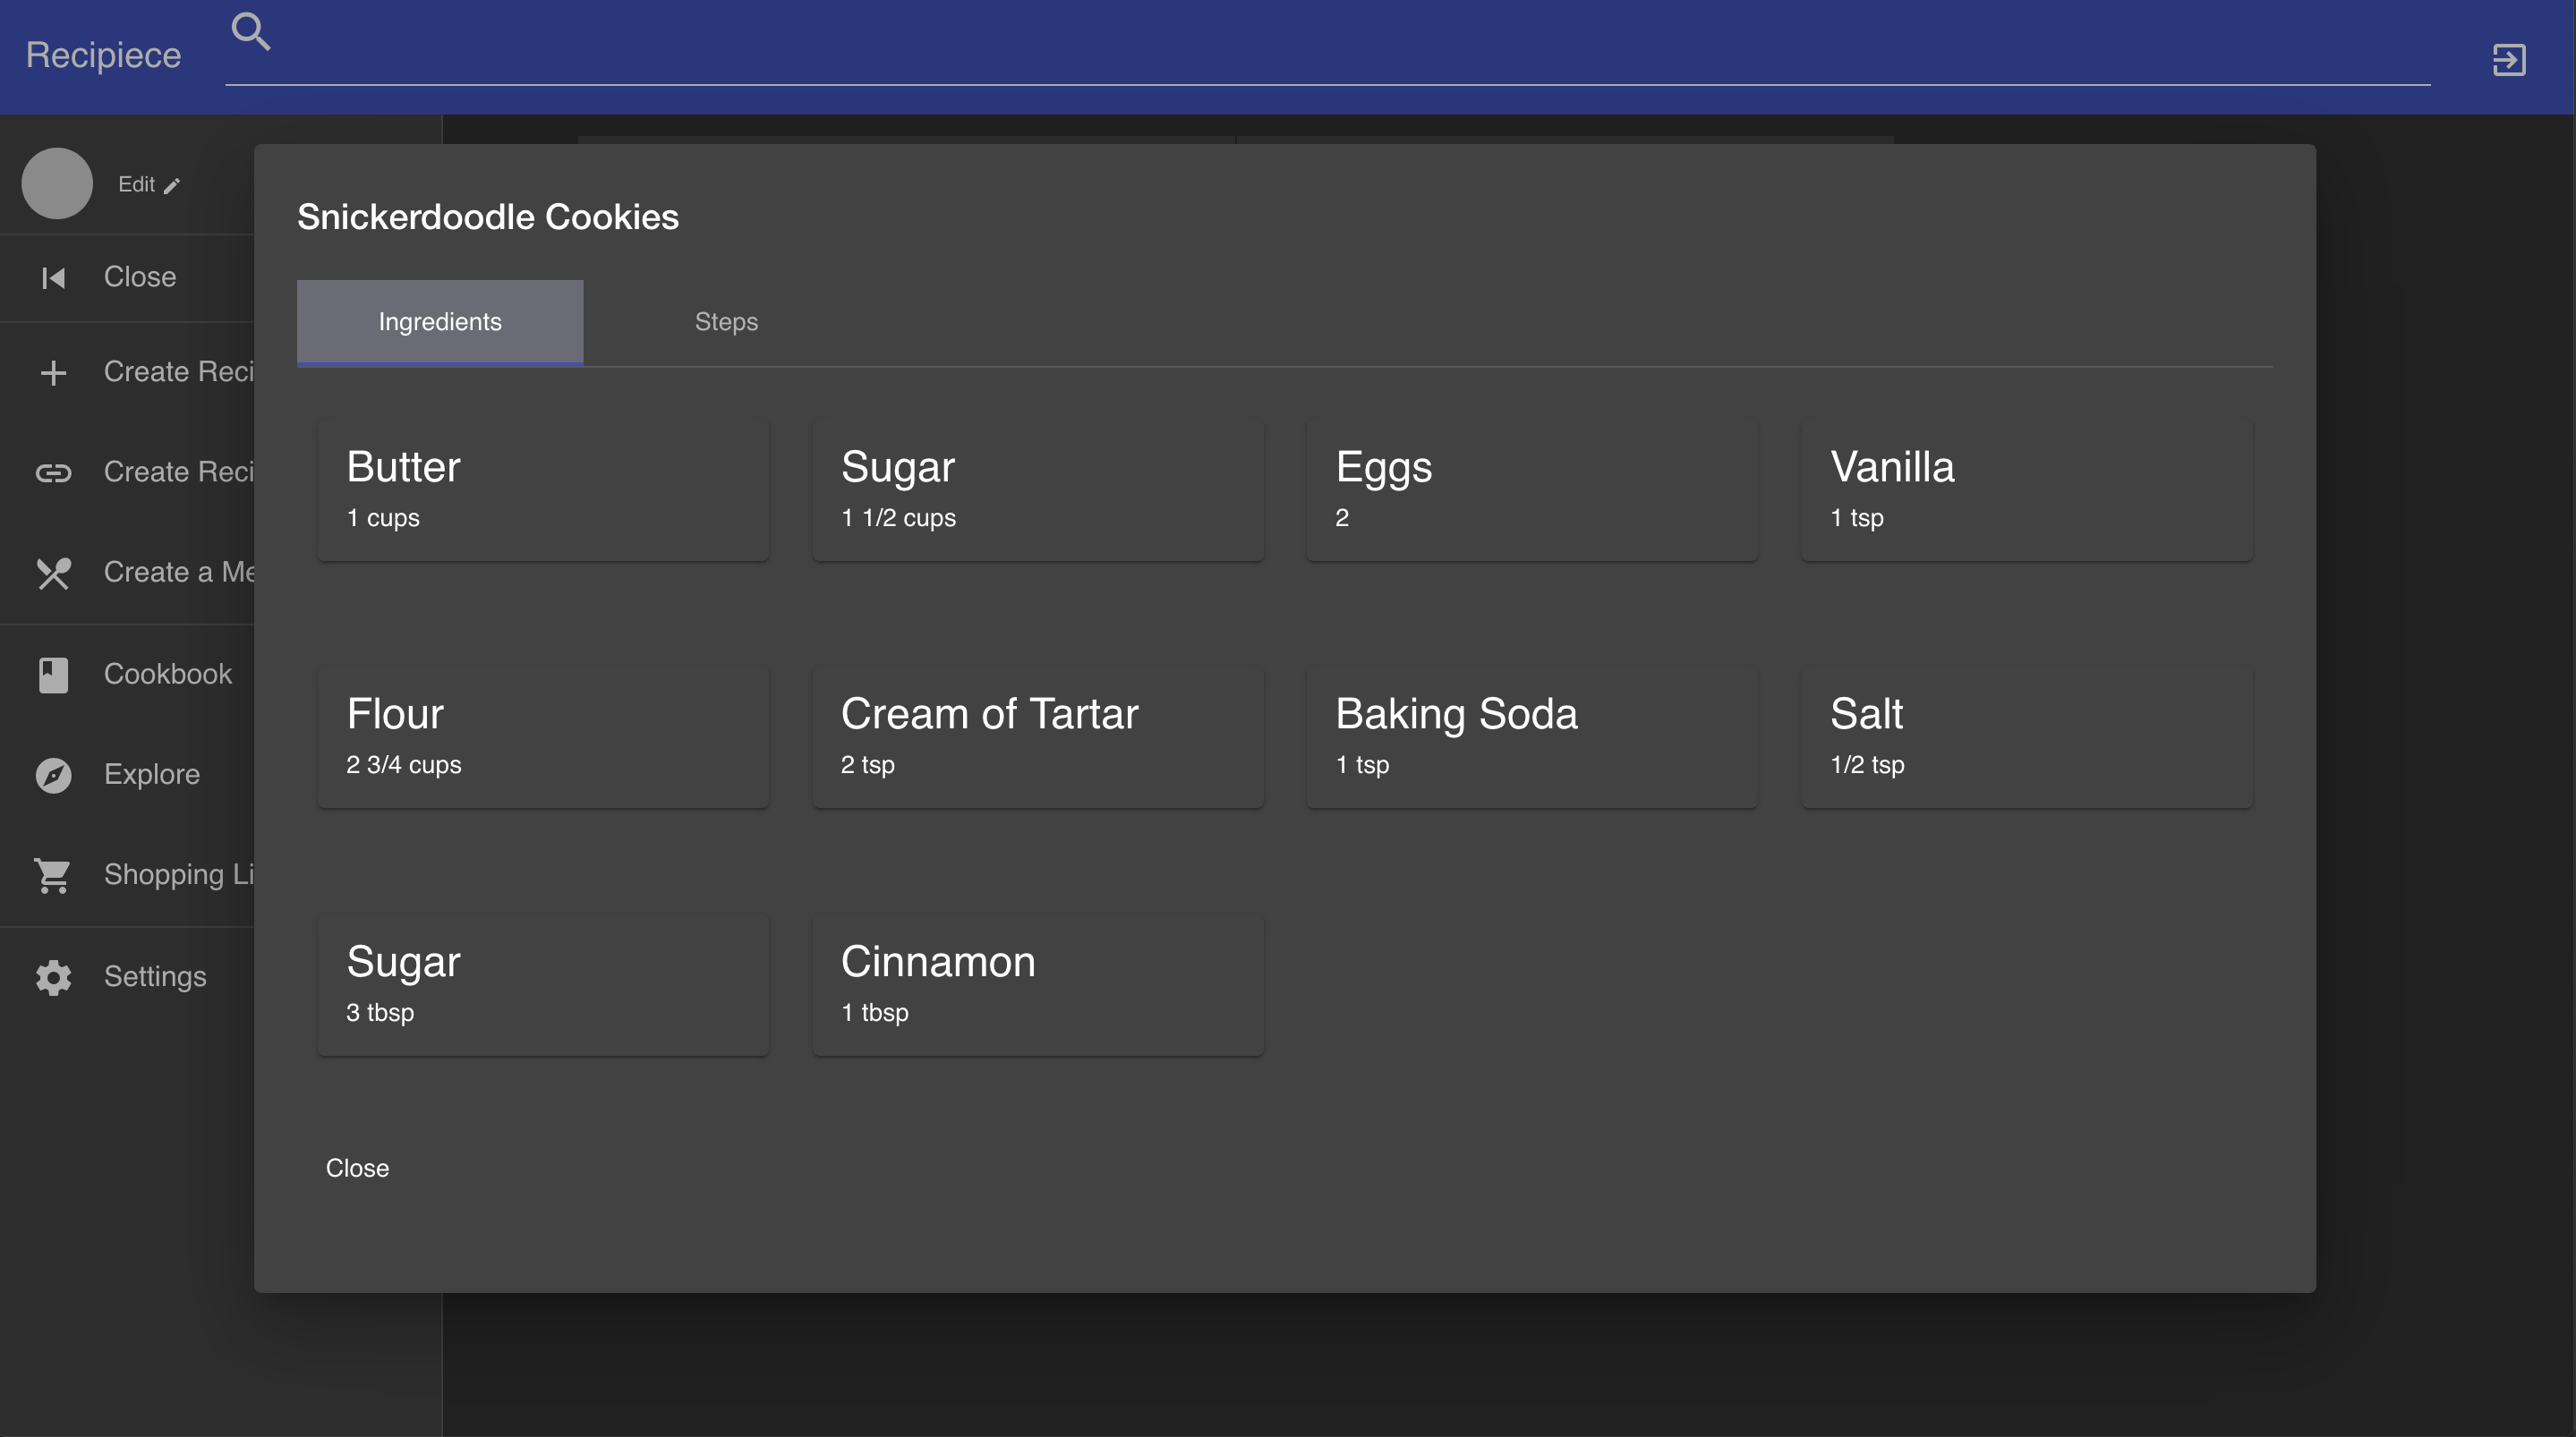 Recipiece
Edit
Close
Create Reci
Create Reci
Create a Me
Cookbook
Explore
Shopping Li
Settings
Snickerdoodle Cookies
Ingredients
Steps
Butter
1 cups
Sugar
1 1/2 cups
Eggs
2
Vanilla
1 tsp
Flour
2 3/4 cups
Cream of Tartar
2 tsp
Baking Soda
1 tsp
Salt
1/2 tsp
Sugar
3 tbsp
Cinnamon
1 tbsp
Close